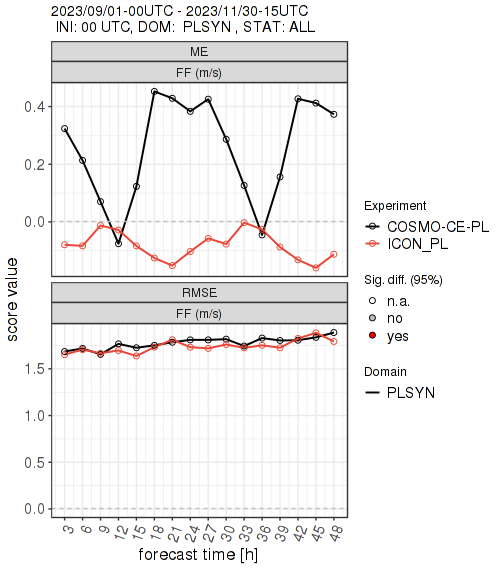 2023/09/01-00UTC - 2023/11/30-15UTC
INI: 00 UTC, DOM: PLSYN , STAT: ALL
ME
FF (m/s)
0.4
0.2
0.0
RMSE
FF (m/s)
1.5
1.0
0.5
0.0
3 6 9 12 15 18 21 24 27 30 33 36 39 42 45 48
forecast time [h]
score value
Experiment
COSMO-CE-PL
ICON_PL
Sig. diff. (95%)
n.a.
no
yes
Domain
PLSYN